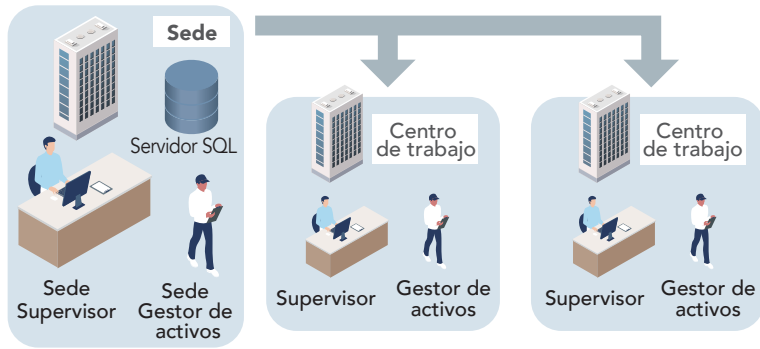 Sede
Servidor SQL
Sede
Supervisor
Sede
Gestor de
activos
Centro
de trabajo
Supervisor
Gestor de
activos
Centro
de trabajo
Supervisor
Gestor de
activos